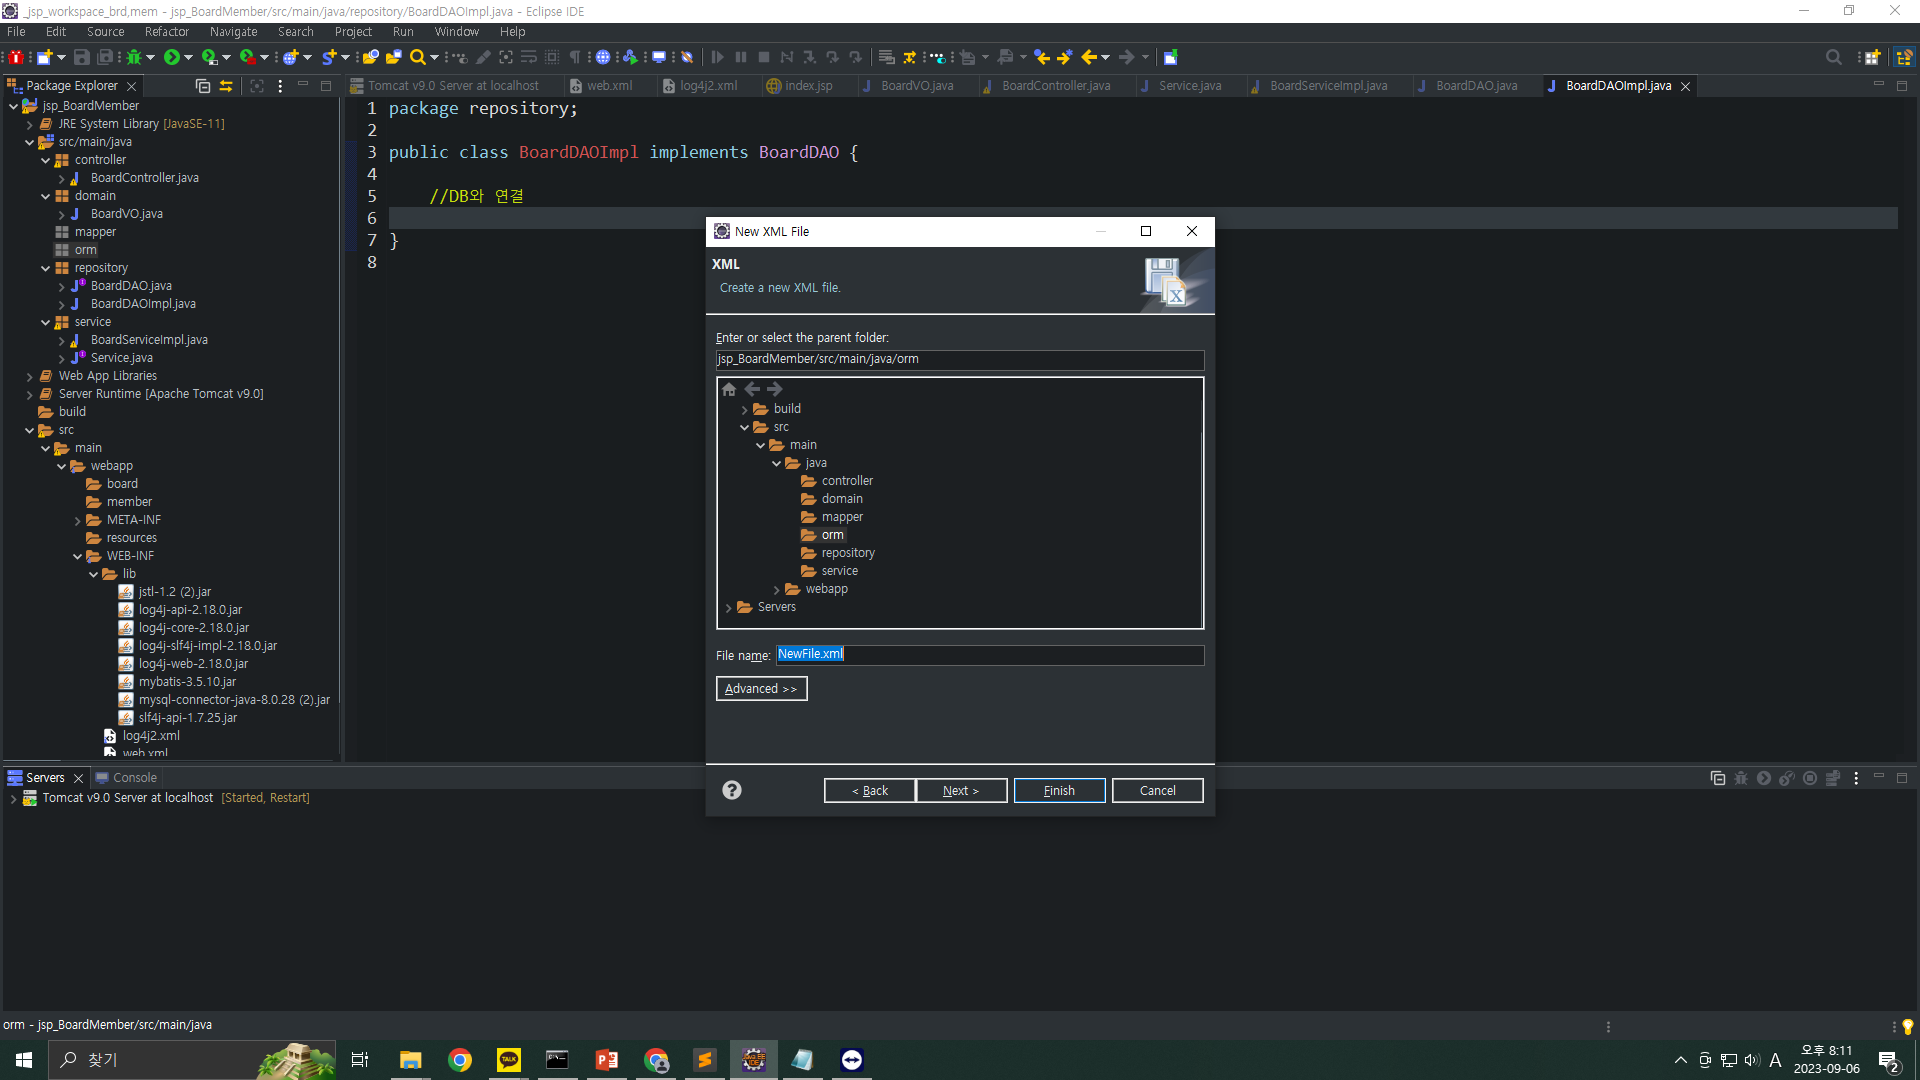 _jsp_workspace_brd,mem - jsp_BoardMember/src/main/java/repository/BoardDAOImpl.java - Eclipse IDE
File Edit Source Refactor Navigate Search Project Run Window Help
Package Explorer
Tomcat v9.0 Server at localhost web.xml log4j2.xml index.jsp BoardVO.java BoardController.java Service.java BoardServiceImpl.java BoardDAO.java BoardDAOImpl.java
jsp_BoardMember
JRE System Library [JavaSE-11]
src/main/java
controller
BoardController.java
domain
BoardVO.java
mapper
orm
repository
BoardDAO.java
BoardDAOImpl.java
service
BoardServiceImpl.java
Service.java
Web App Libraries
Server Runtime [Apache Tomcat v9.0]
build
src
main
webapp
board
member
META-INF
resources
WEB-INF
lib
jstl-1.2 (2).jar
log4j-api-2.18.0.jar
log4j-core-2.18.0.jar
log4j-slf4j-impl-2.18.0.jar
log4j-web-2.18.0.jar
mybatis-3.5.10.jar
mysql-connector-java-8.0.28 (2).jar
slf4j-api-1.7.25.jar
log4j2.xml
web.xml
1 package repository;
2
3 public class BoardDAOImpl implements BoardDAO {
4
5 //DB와 연결
6
7 }
8
New XML File
XML
Create a new XML file.
Enter or select the parent folder:
jsp_BoardMember/src/main/java/orm
build
src
main
java
controller
domain
mapper
orm
repository
service
webapp
Servers
File name: NewFile.xml
Advanced >>
< Back Next > Finish Cancel
Servers Console
Tomcat v9.0 Server at localhost [Started, Restart]
orm - jsp_BoardMember/src/main/java
찾기
TALK
A
오후 8:11
2023-09-06
2